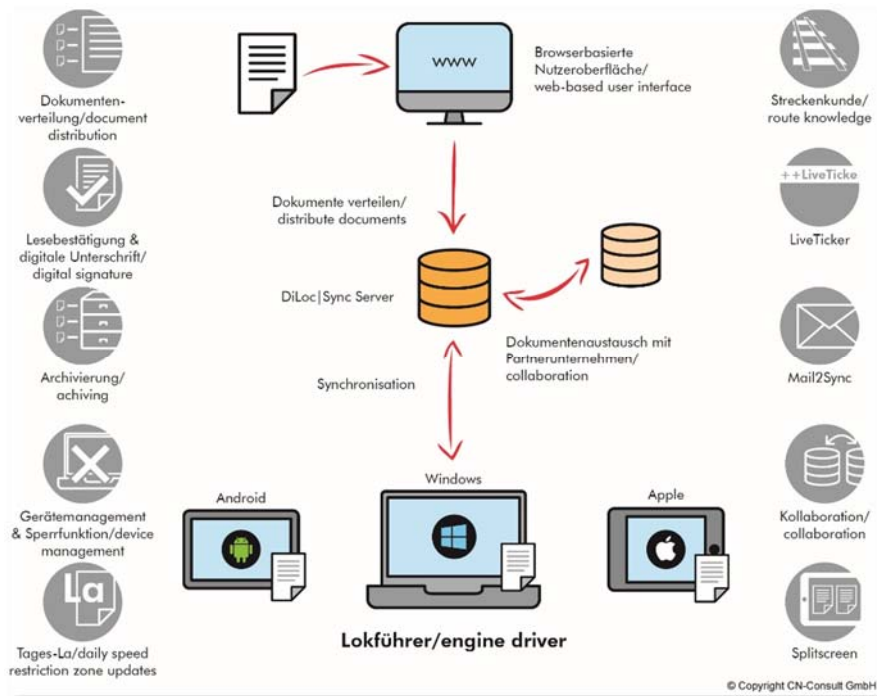 Dokumenten-
verteilung/document
distribution
Lesebestätigung &
digitale Unterschrift/
digital signature
Archivierung/
achiving
Gerätemanagement
& Sperrfunktion/device
management
La
Tages-La/daily speed
restriction zone updates
www
Browserbasierte
Nutzeroberfläche/
web-based user interface
Dokumente verteilen/
distribute documents
DiLoc|Sync Server
Dokumentenaustausch mit
Partnerunternehmen/
collaboration
Synchronisation
Android
Windows
Apple
Lokführer/engine driver
Streckenkunde/
route knowledge
++LiveTicke
LiveTicker
Mail2Sync
Kollaboration/
collaboration
Splitscreen
© Copyright CN-Consult GmbH